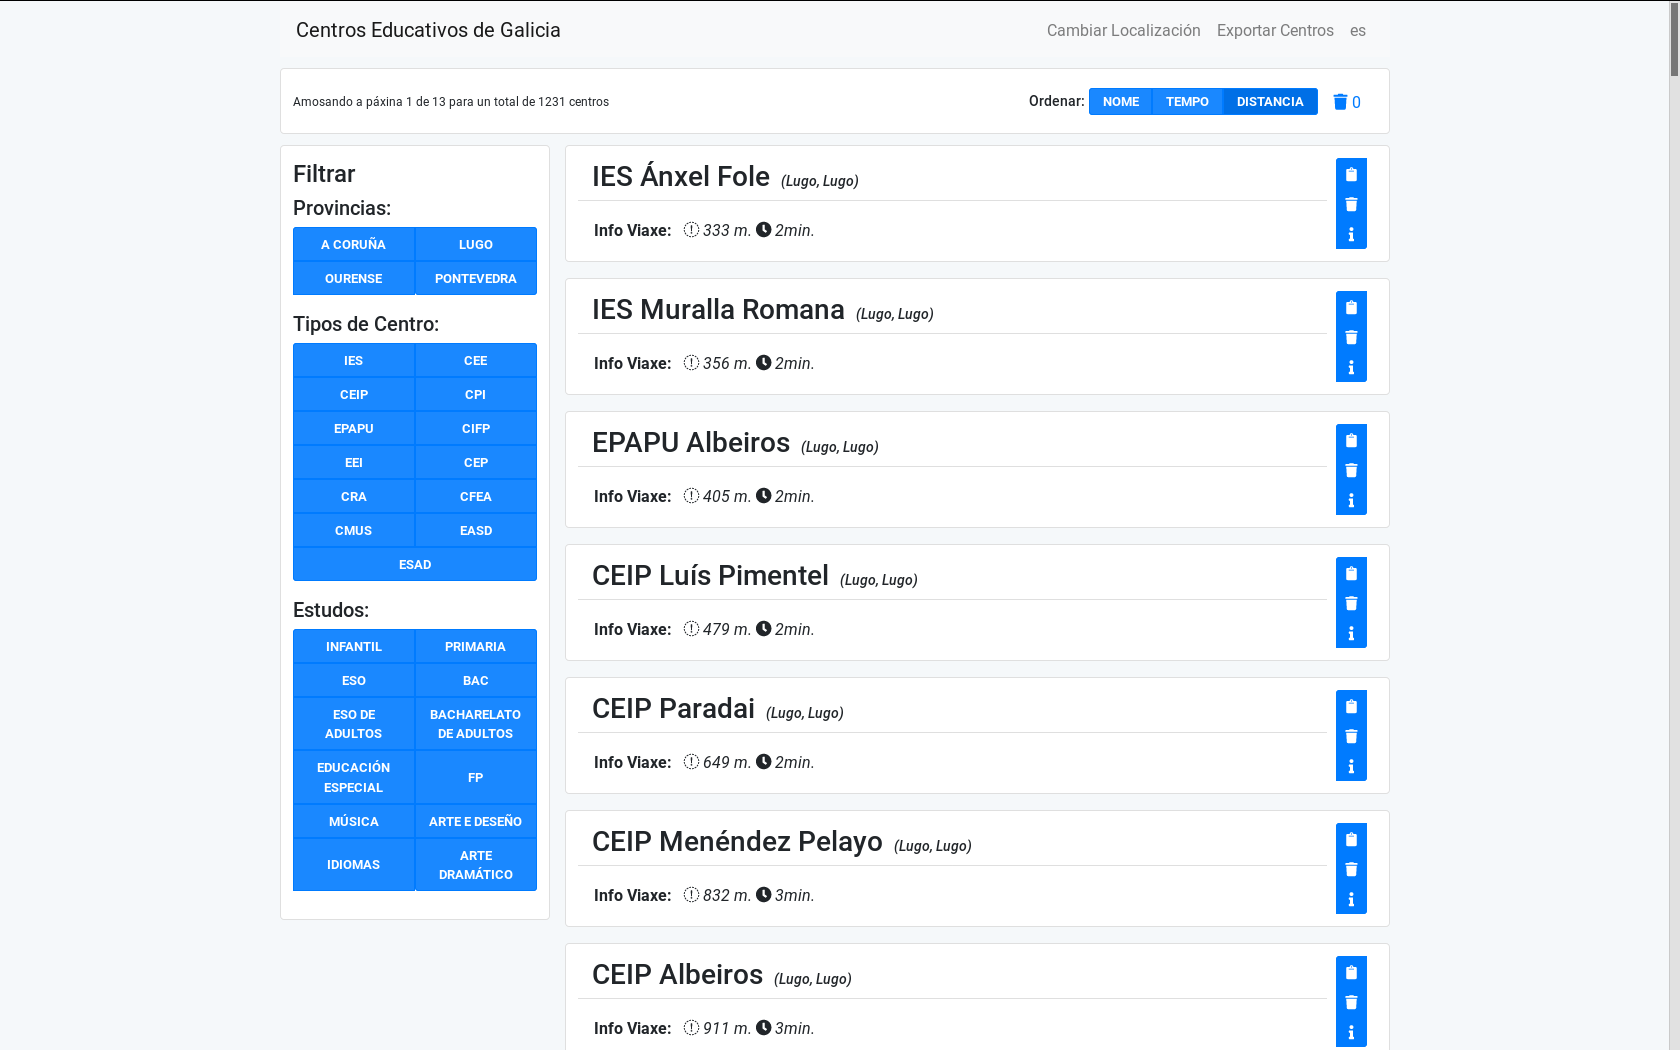 Centros Educativos de Galicia
Cambiar Localización Exportar Centros es
Amosando a páxina 1 de 13 para un total de 1231 centros
Ordenar: NOME TEMPO DISTANCIA 0
Filtrar
Provincias:
A CORUÑA LUGO
OURENSE PONTEVEDRA
Tipos de Centro:
IES CEE
CEIP CPI
EPAPU CIFP
EEI CEP
CRA CFEA
CMUS EASD
ESAD
Estudos:
INFANTIL PRIMARIA
ESO BAC
ESO DE
ADULTOS
BACHARELATO
DE ADULTOS
EDUCACIÓN
ESPECIAL
FP
MÚSICA ARTE E DESEÑO
IDIOMAS
ARTE
DRAMÁTICO
IES Ánxel Fole (Lugo, Lugo)
Info Viaxe: 333 m. 2min.
IES Muralla Romana (Lugo, Lugo)
Info Viaxe: 356 m. 2min.
EPAPU Albeiros (Lugo, Lugo)
Info Viaxe: 405 m. 2min.
CEIP Luís Pimentel (Lugo, Lugo)
Info Viaxe: 479 m. 2min.
CEIP Paradai (Lugo, Lugo)
Info Viaxe: 649 m. 2min.
CEIP Menéndez Pelayo (Lugo, Lugo)
Info Viaxe: 832 m. 3min.
CEIP Albeiros (Lugo, Lugo)
Info Viaxe: 911 m. 3min.